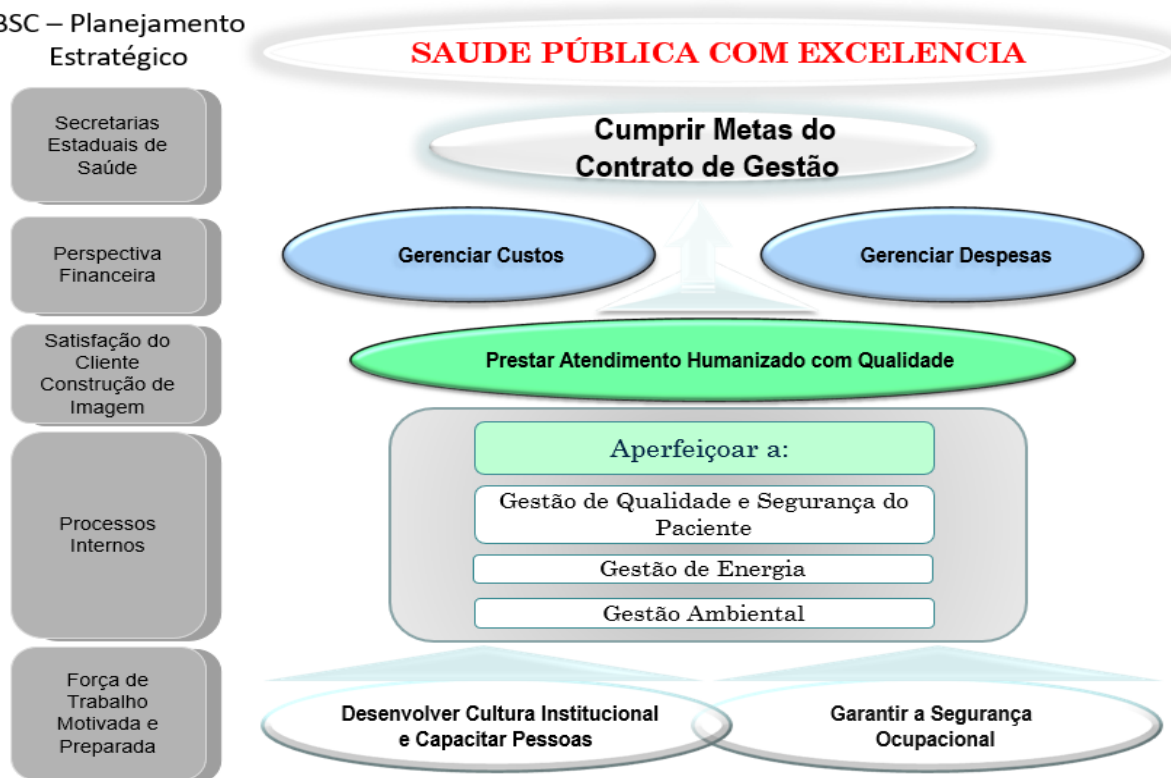 BSC – Planejamento
Estratégico
SAUDE PÚBLICA COM EXCELENCIA
Secretarias
Estaduais de
Saúde
Cumprir Metas do
Contrato de Gestão
Perspectiva
Financeira
Gerenciar Custos
Gerenciar Despesas
Satisfação do
Cliente
Construção de
Imagem
Prestar Atendimento Humanizado com Qualidade
Processos
Internos
Aperfeiçoar a:
Gestão de Qualidade e Segurança do
Paciente
Gestão de Energia
Gestão Ambiental
Força de
Trabalho
Motivada e
Preparada
Desenvolver Cultura Institucional
e Capacitar Pessoas
Garantir a Segurança
Ocupacional